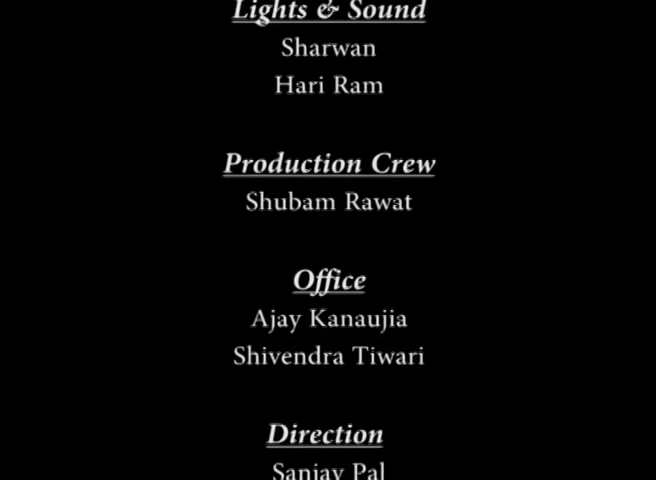 Lights & Sound
Sharwan
Hari Ram
Production Crew
Shubam Rawat
Office
Ajay Kanaujia
Shivendra Tiwari
Direction
Sanjay Pal